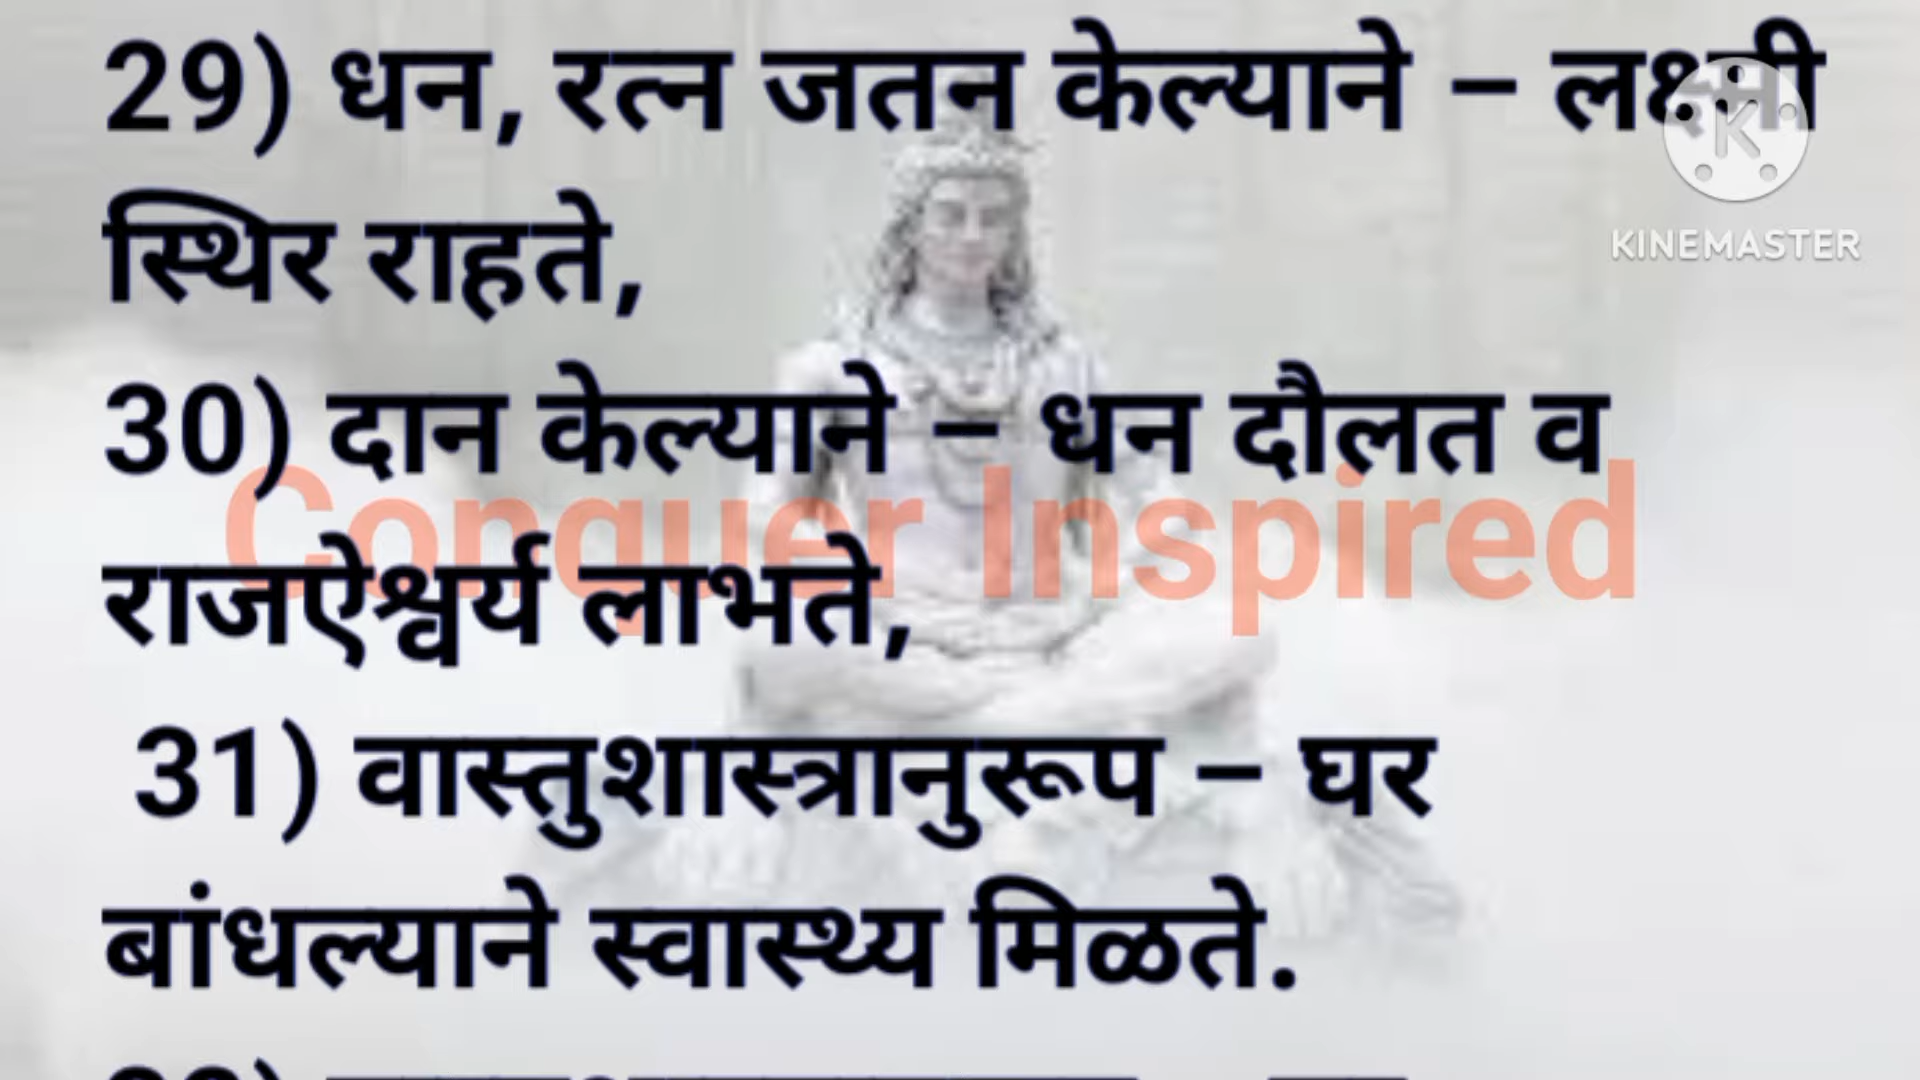 29) धन, रत्न जतन केल्याने – लक्ष्मी
स्थिर राहते,
KINEMASTER
30) दान केल्याने – धन दौलत व
Conquer Inspired
राजऐश्वर्य लाभते,
31) वास्तुशास्त्रानुरूप – घर
बांधल्याने स्वास्थ्य मिळते.